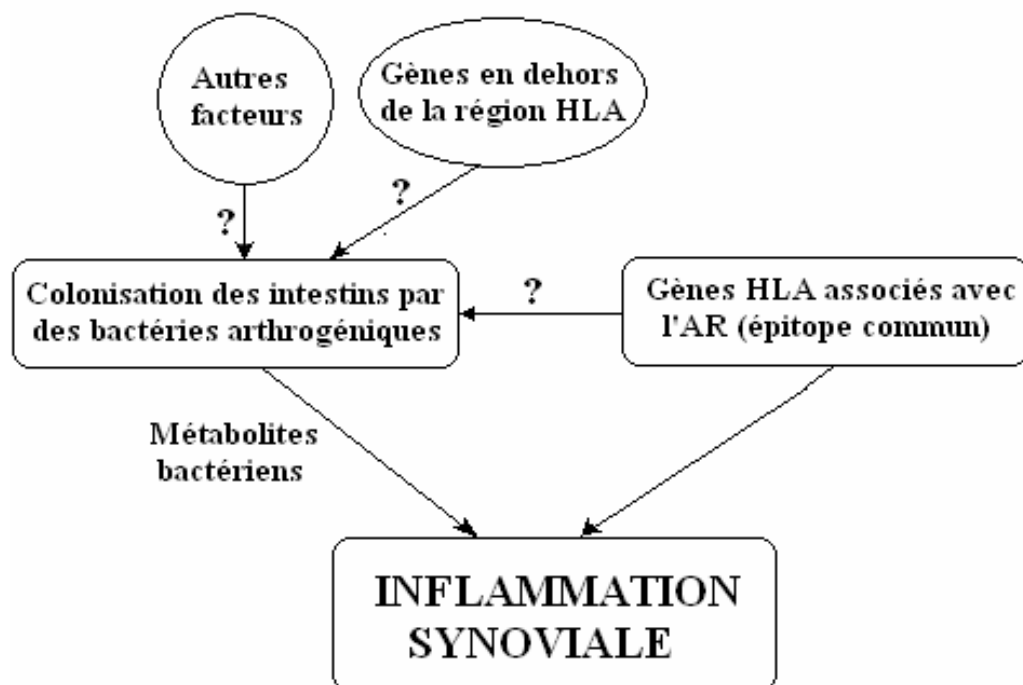 Autres
facteurs
Gènes en dehors
de la région HLA
?
?
Colonisation des intestins par
des bactéries arthrogéniques
?
Gènes HLA associés avec
l'AR (épitope commun)
Métabolites
bactériens
INFLAMMATION
SYNOVIALE